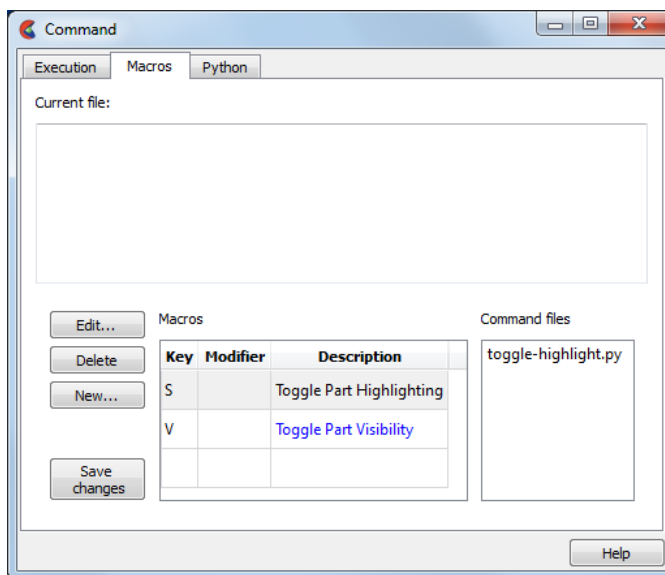 Command
Execution Macros Python
Current file:
Edit...
Delete
New...
Save
changes
Macros
Key Modifier Description
S Toggle Part Highlighting
V Toggle Part Visibility
Command files
toggle-highlight.py
Help